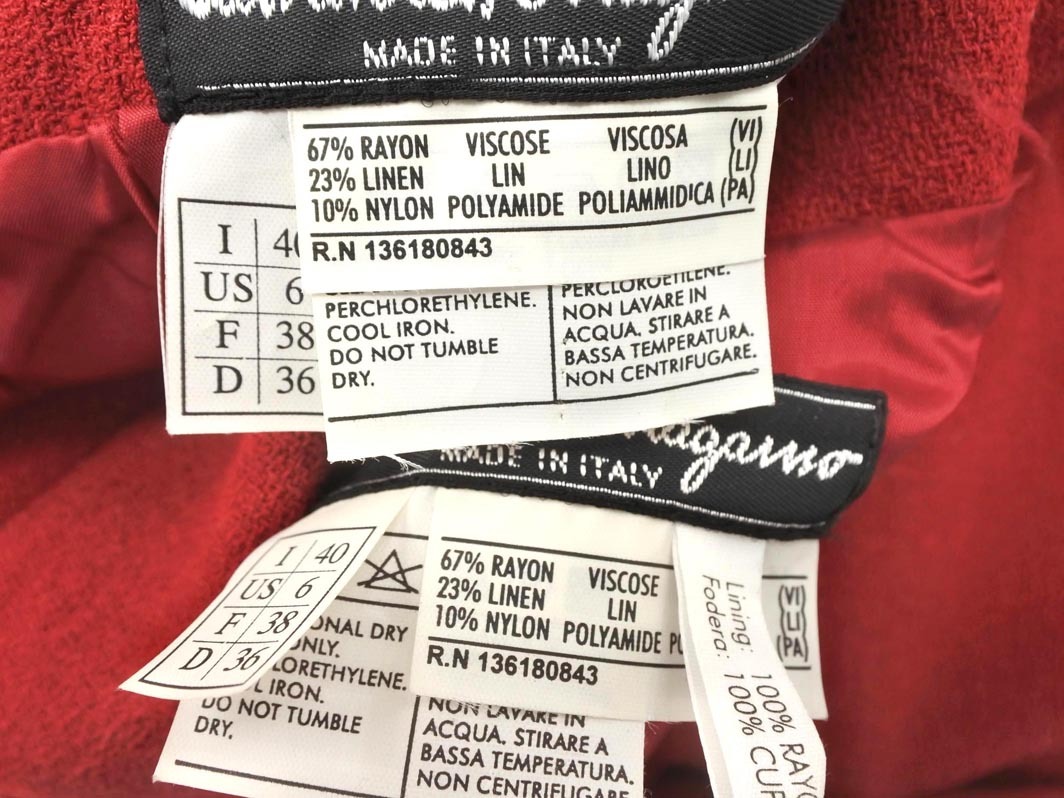 MADE IN ITALY
67% RAYON VISCOSE VISCOSA (VI)
23% LINEN LIN LINO (LI)
10% NYLON POLYAMIDE POLIAMMIDICA (PA)
R.N 136180843
I 40
US 6
F 38
D 36
PERCHLORETHYLENE.
COOL IRON.
DO NOT TUMBLE
DRY.
PERCLOROETILENE.
NON LAVARE IN
ACQUA. STIRARE A
BASSA TEMPERATURA.
NON CENTRIFUGARE.
MADE IN ITALY
I 40
US 6
F 38
D 36
67% RAYON VISCOSE (VI)
23% LINEN LIN (LI)
10% NYLON POLYAMIDE (PA)
R.N 136180843
DRY
IRON.
DO NOT TUMBLE
DRY.
NON LAVARE IN
ACQUA. STIRARE A
BASSA TEMPERATURA.
NON CENTRIFUGARE
Lining: 100%
Fodera: 100%